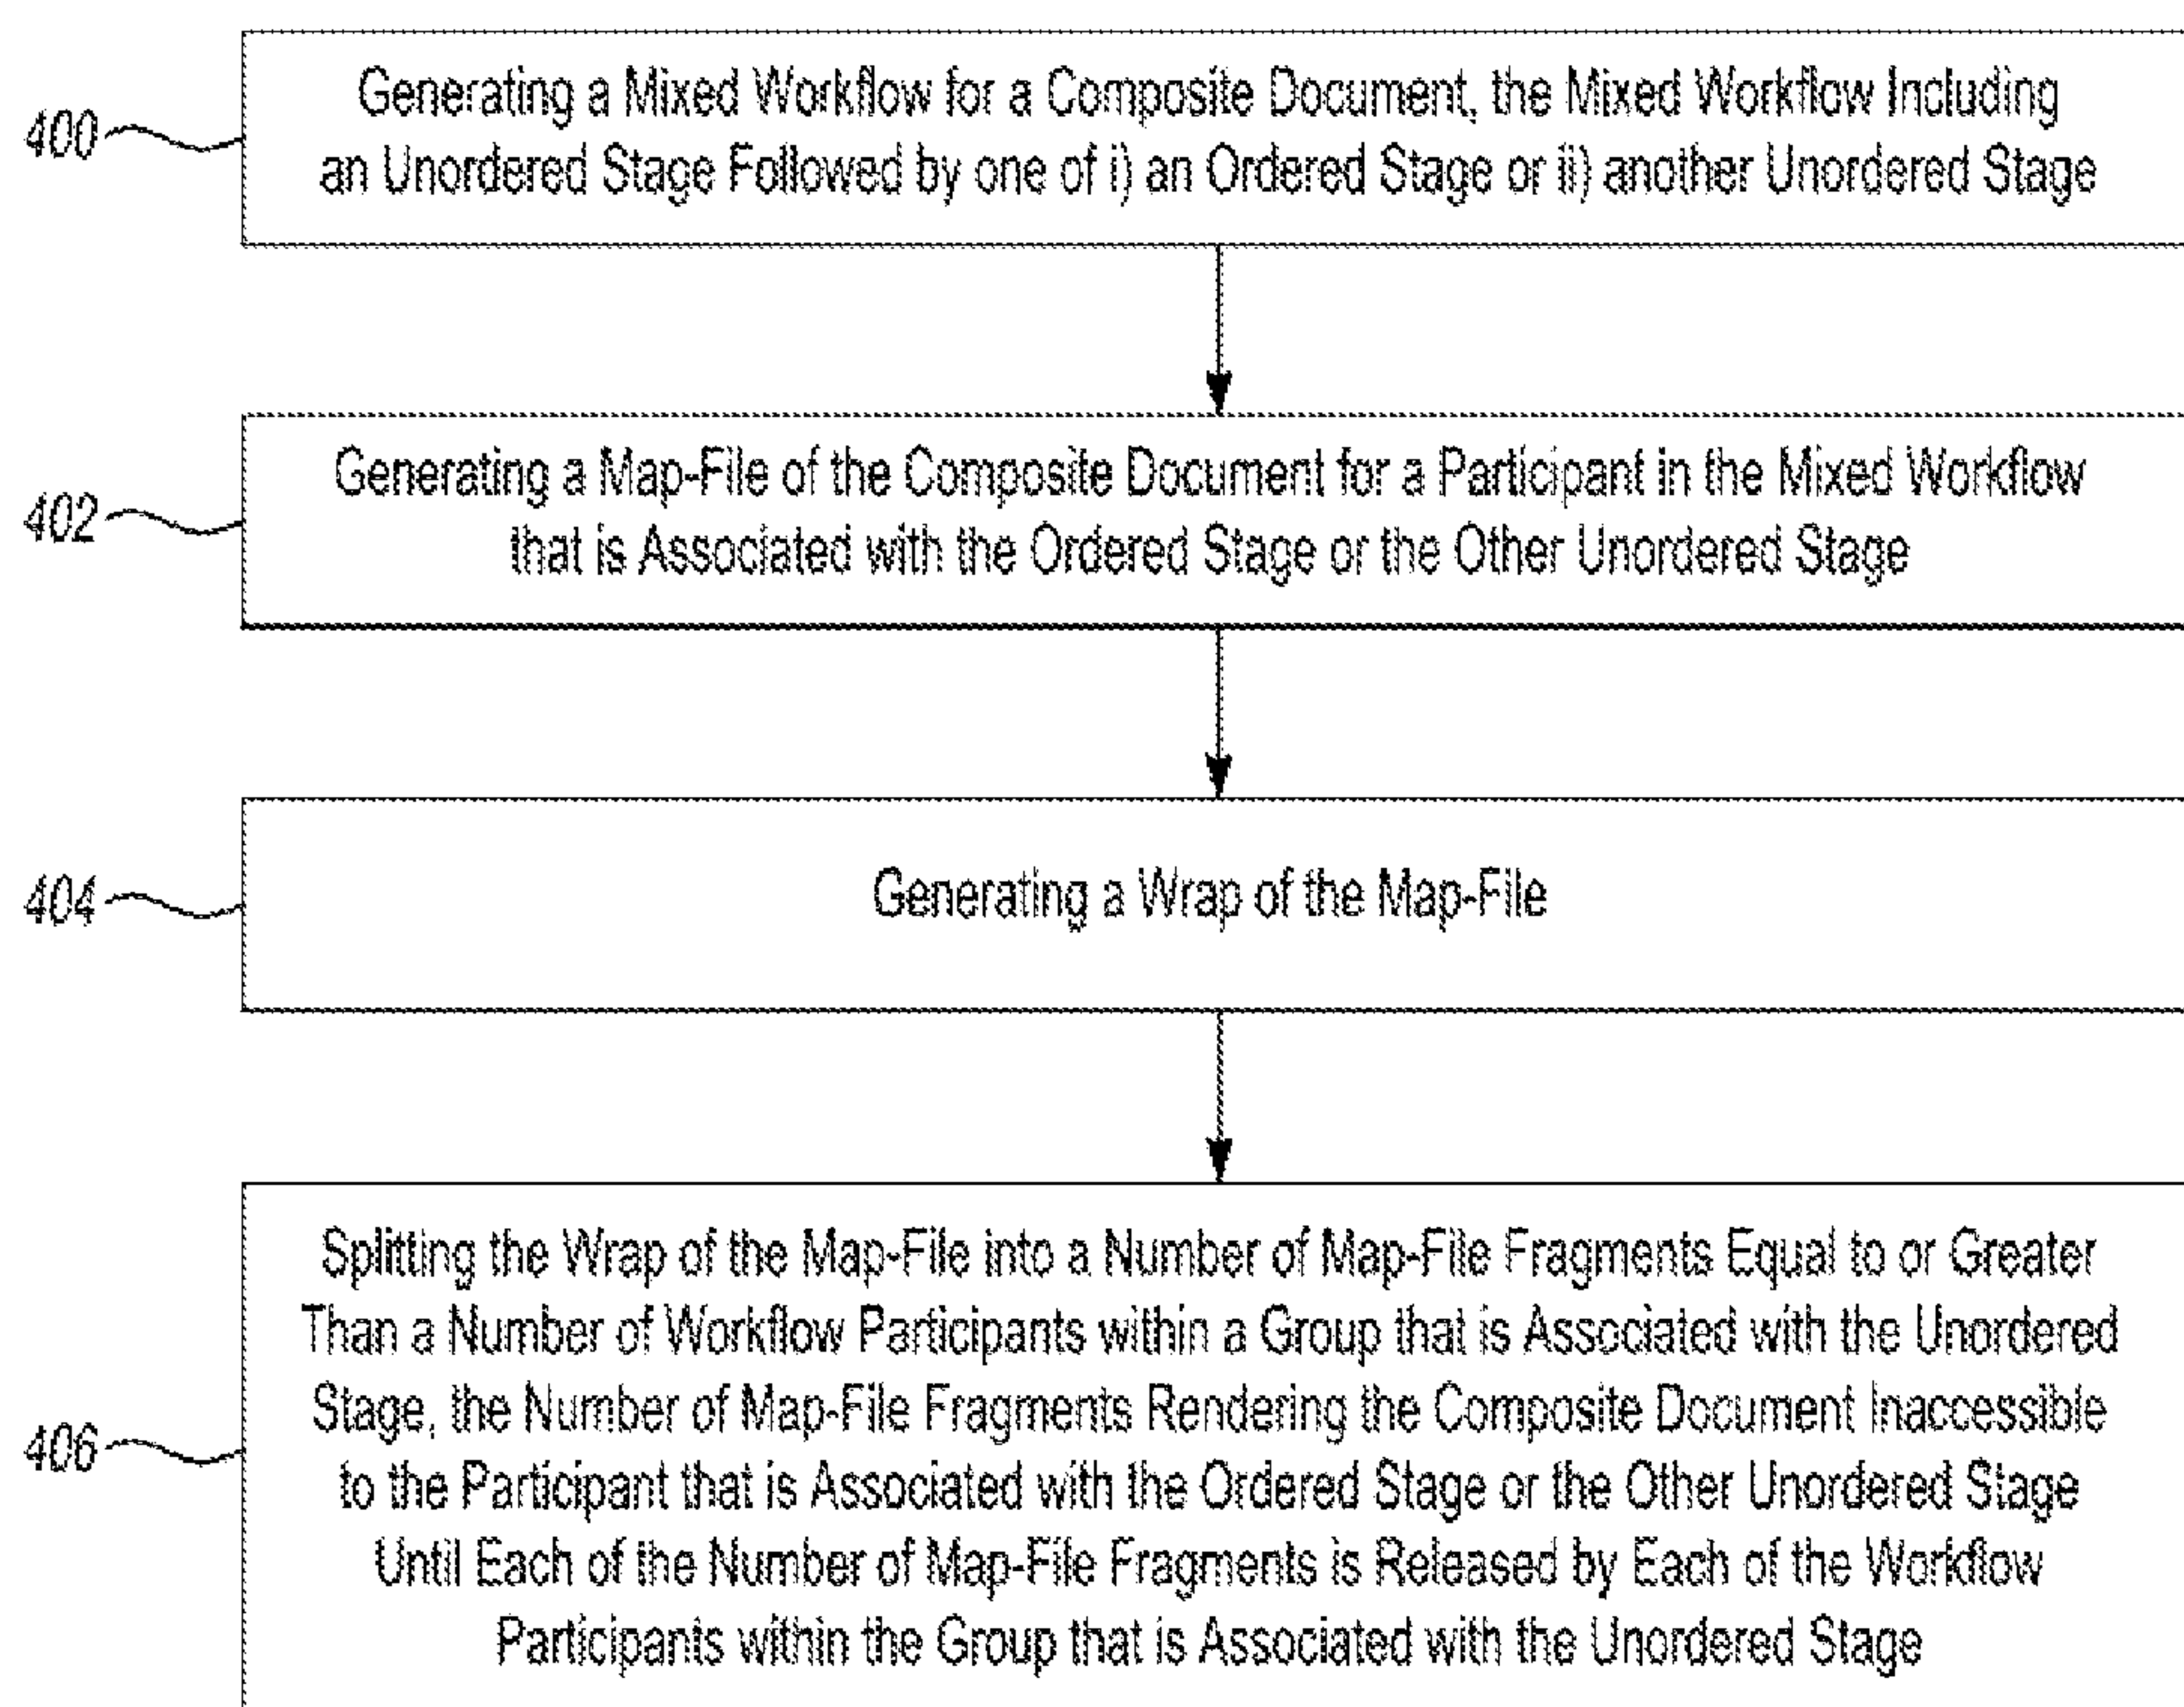 400
Generating a Mixed Workflow for a Composite Document, the Mixed Workflow Including
an Unordered Stage Followed by one of i) an Ordered Stage or ii) another Unordered Stage
402
Generating a Map-File of the Composite Document for a Participant in the Mixed Workflow
that is Associated with the Ordered Stage or the Other Unordered Stage
404
Generating a Wrap of the Map-File
406
Splitting the Wrap of the Map-File into a Number of Map-File Fragments Equal to or Greater
Than a Number of Workflow Participants within a Group that is Associated with the Unordered
Stage, the Number of Map-File Fragments Rendering the Composite Document Inaccessible
to the Participant that is Associated with the Ordered Stage or the Other Unordered Stage
Until Each of the Number of Map-File Fragments is Released by Each of the Workflow
Participants within the Group that is Associated with the Unordered Stage